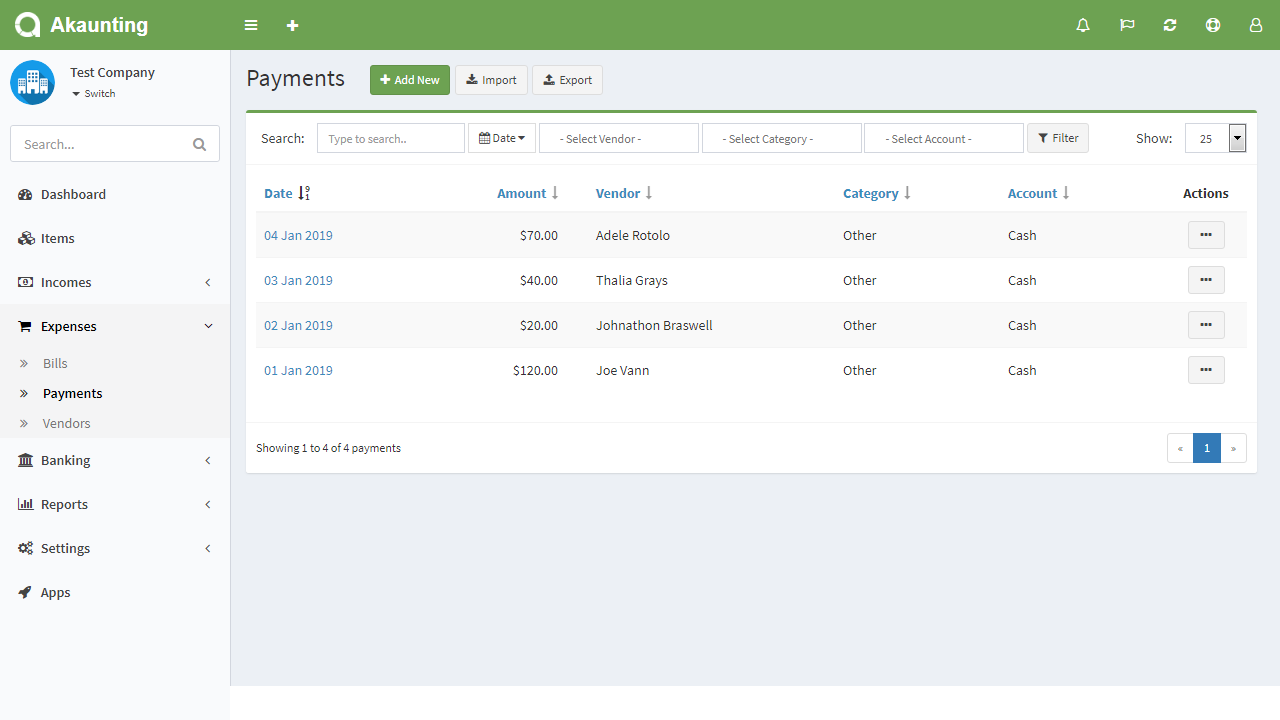 Akaunting
Test Company
Switch
Search...
Dashboard
Items
Incomes
Expenses
Bills
Payments
Vendors
Banking
Reports
Settings
Apps
Payments Add New Import Export
Search: Type to search.. Date - Select Vendor - - Select Category - - Select Account - Filter Show: 25
Date Amount Vendor Category Account Actions
04 Jan 2019 $70.00 Adele Rotolo Other Cash
03 Jan 2019 $40.00 Thalia Grays Other Cash
02 Jan 2019 $20.00 Johnathon Braswell Other Cash
01 Jan 2019 $120.00 Joe Vann Other Cash
Showing 1 to 4 of 4 payments « 1 »